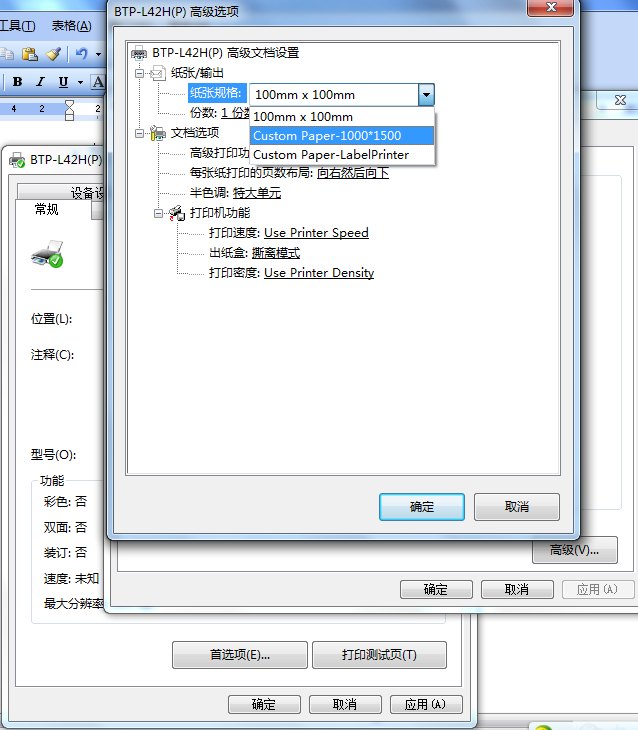 BTP-L42H(P) 高级选项
工具(T) 表格(A)
B I U A
4 2 2
BTP-L42H(P) 高级文档设置
纸张/输出
纸张规格: 100mm x 100mm
份数: 1 份数
100mm x 100mm
Custom Paper-1000*1500
Custom Paper-LabelPrinter
文档选项
高级打印功
每张纸打印的页数布局: 向右然后向下
半色调: 特大单元
打印机功能
打印速度: Use Printer Speed
出纸盒: 撕离模式
打印密度: Use Printer Density
确定 取消
BTP-L42H(P)
设备设
常规
位置(L):
注释(C):
型号(O):
功能
彩色: 否
双面: 否
装订: 否
速度: 未知
最大分辨率
高级(V)...
确定 取消 应用(A)
首选项(E)... 打印测试页(T)
确定 取消 应用(A)